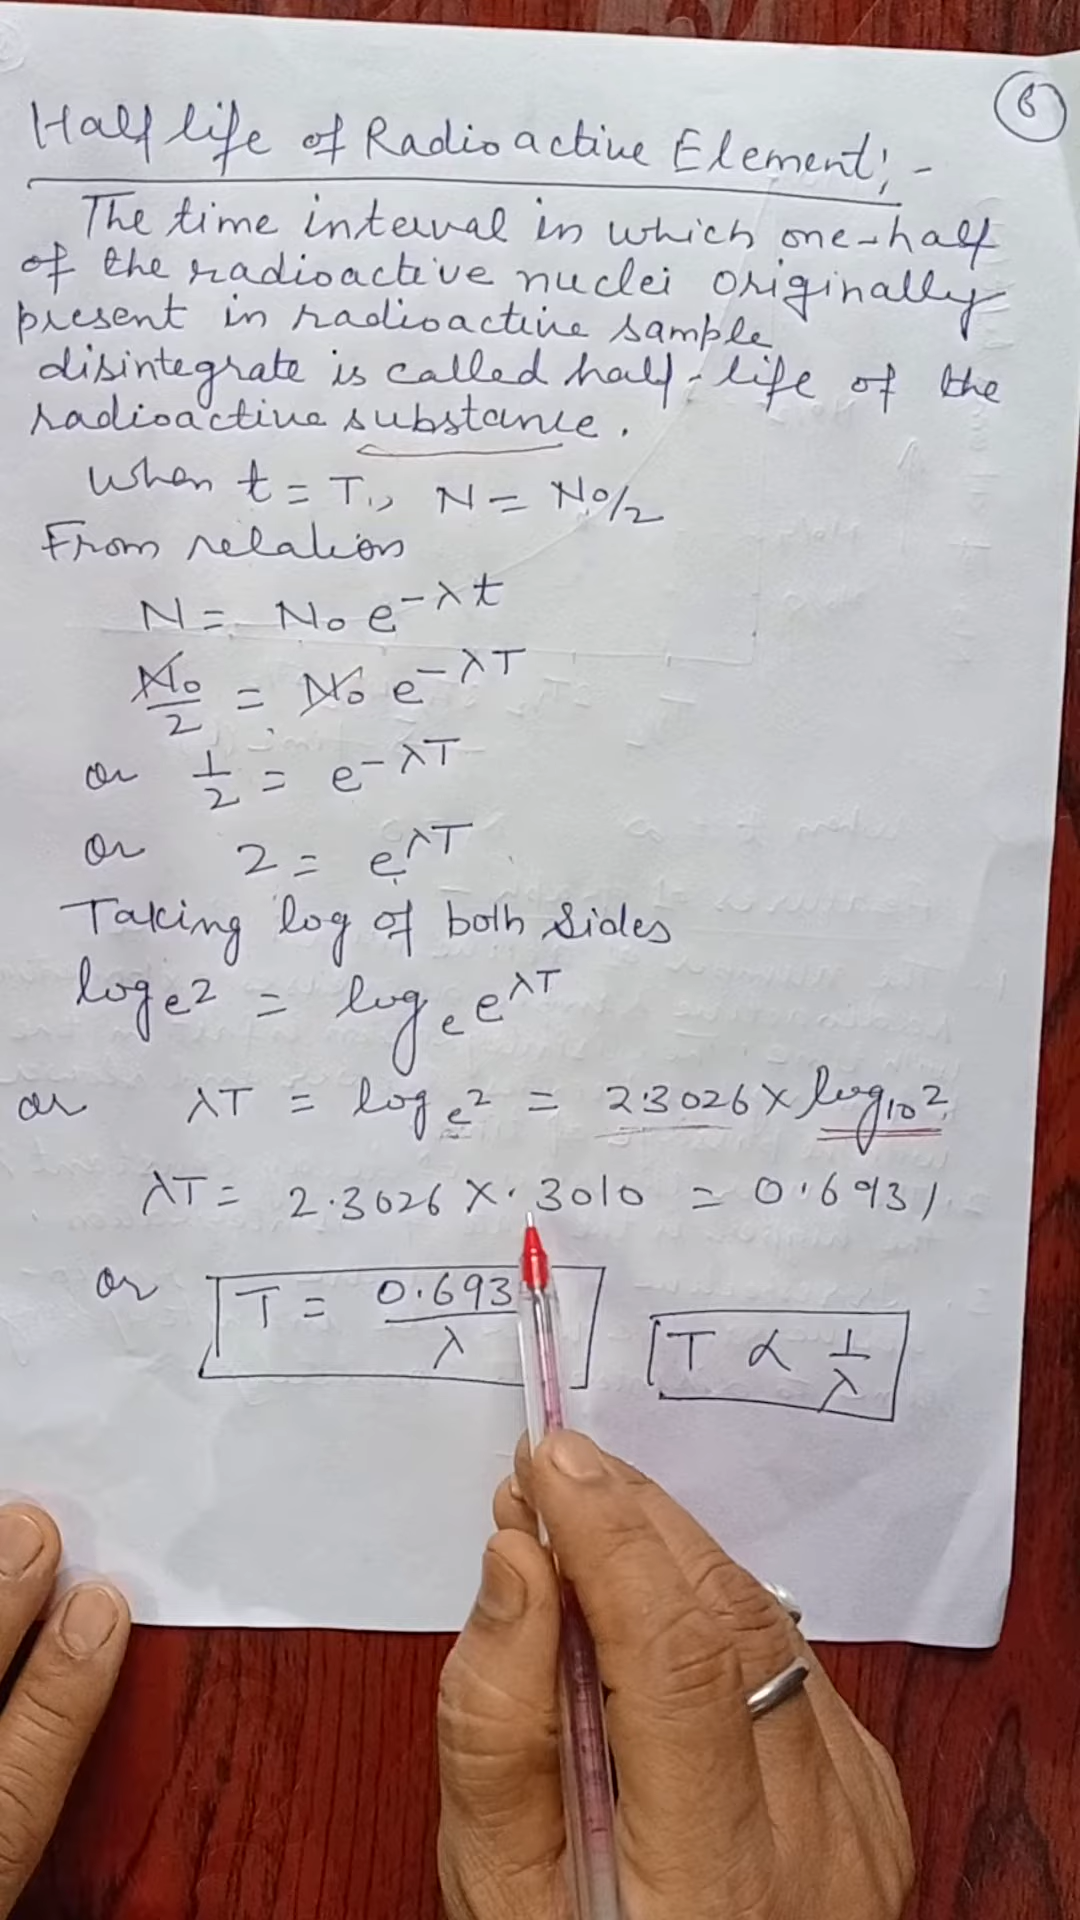 6
Half life of Radioactive Element:-
The time interval in which one-half
of the radioactive nuclei originally
present in radioactive sample
disintegrate is called half-life of the
radioactive substance.
When t = T, N = N₀/2
From relation
N = N₀ e^-λt
N₀/2 = N₀ e^-λT
or 1/2 = e^-λT
or 2 = e^λT
Taking log of both sides
logₑ2 = logₑ e^λT
or λT = logₑ2 = 2.3026 × log₁₀2
λT = 2.3026 × .3010 = 0.6931
or T = 0.693/λ T ∝ 1/λ